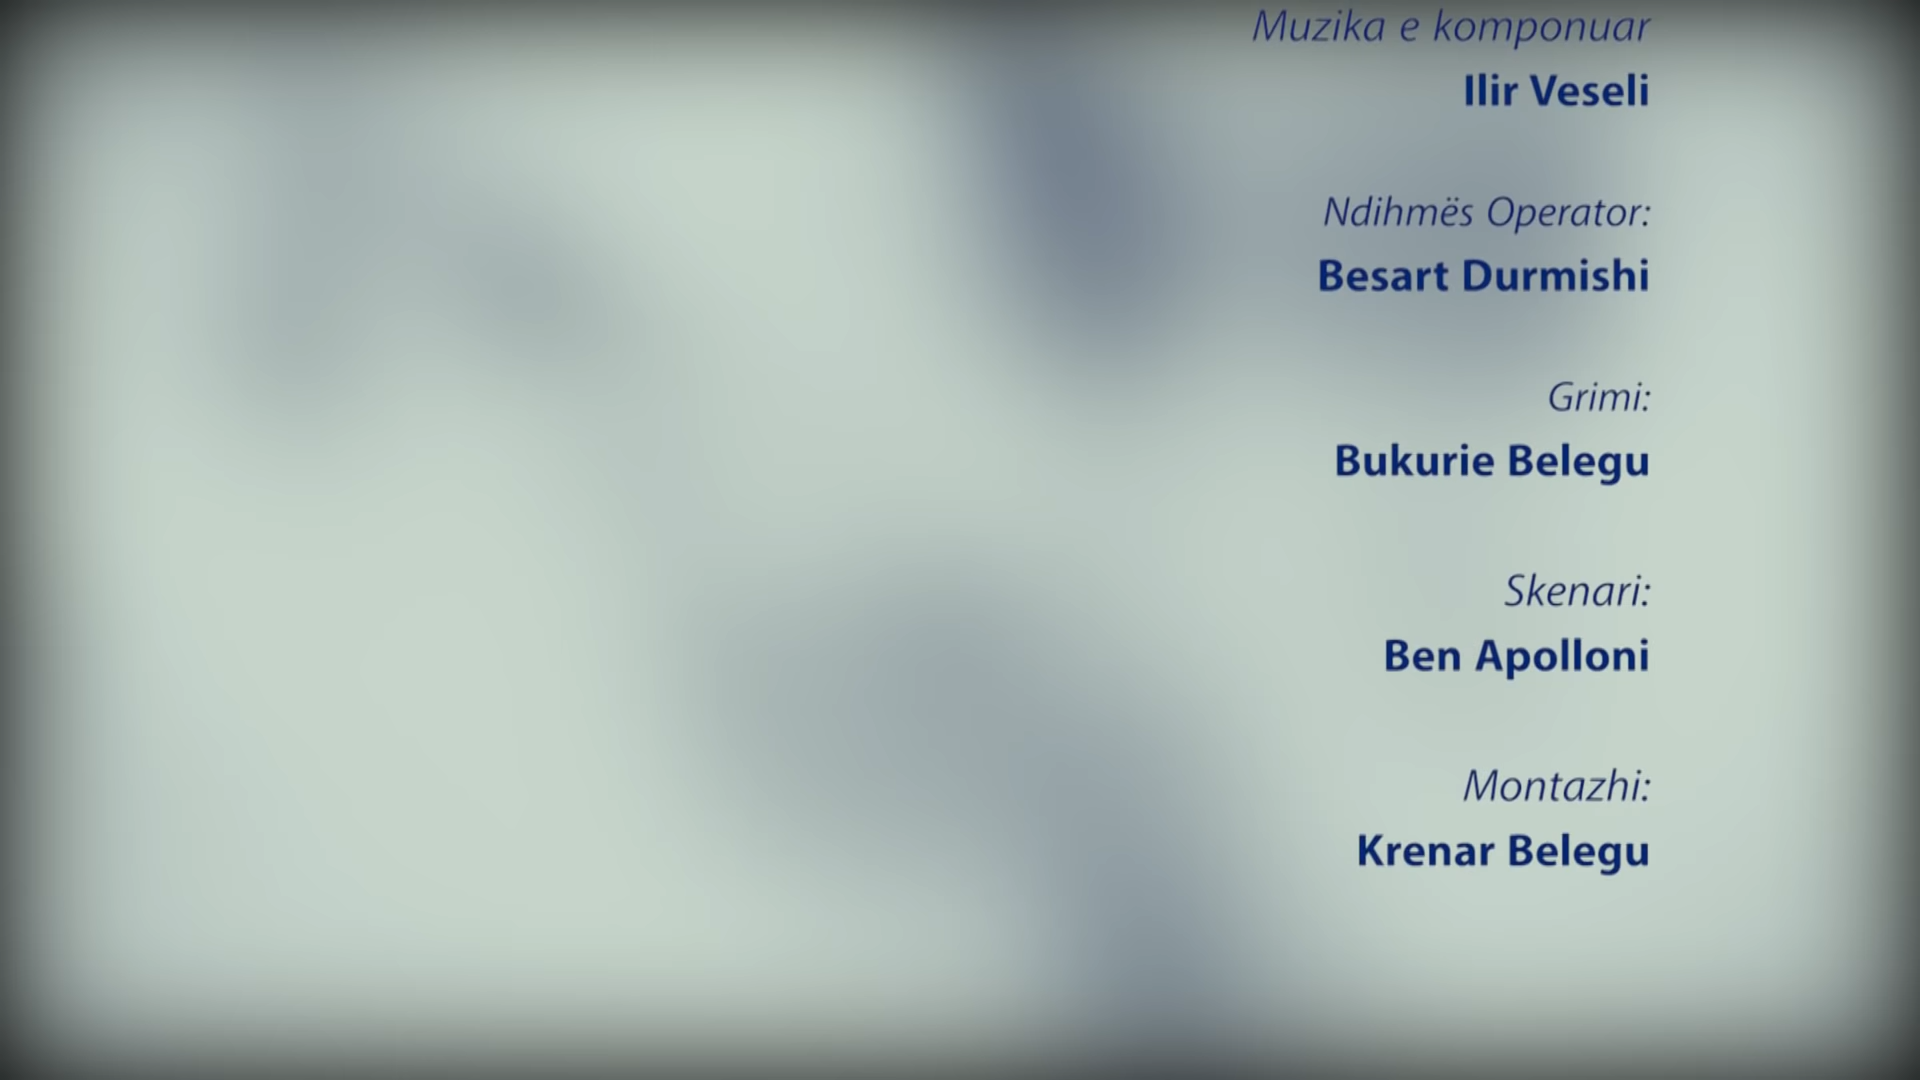 Muzika e komponuar
Ilir Veseli
Ndihmës Operator:
Besart Durmishi
Grimi:
Bukurie Belegu
Skenari:
Ben Apolloni
Montazhi:
Krenar Belegu